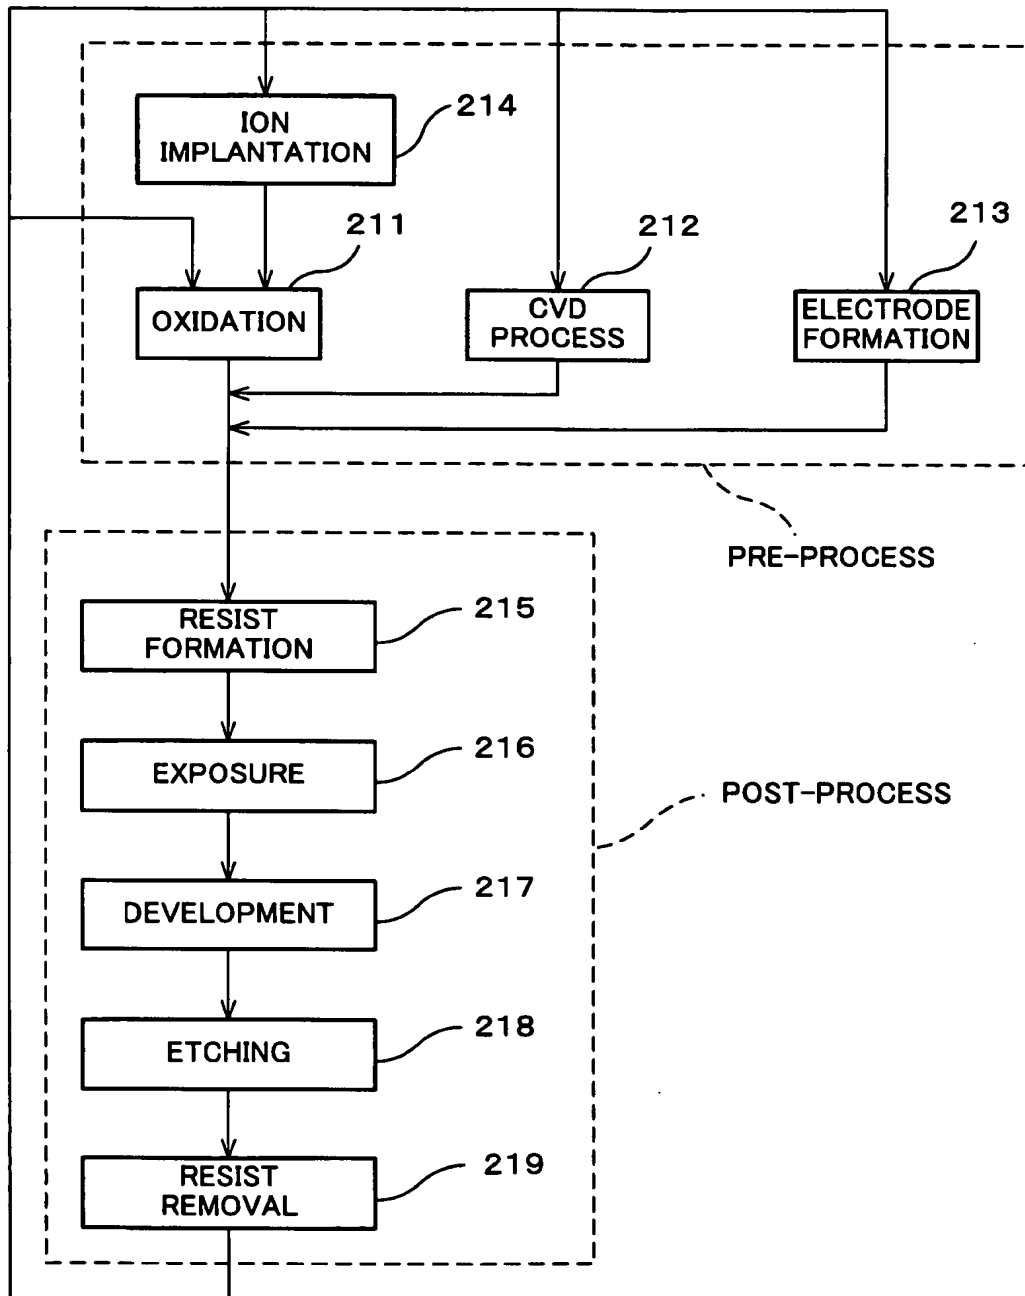 ION
IMPLANTATION
214
211
212
213
OXIDATION
CVD
PROCESS
ELECTRODE
FORMATION
PRE-PROCESS
RESIST
FORMATION
215
EXPOSURE
216
POST-PROCESS
DEVELOPMENT
217
ETCHING
218
RESIST
REMOVAL
219